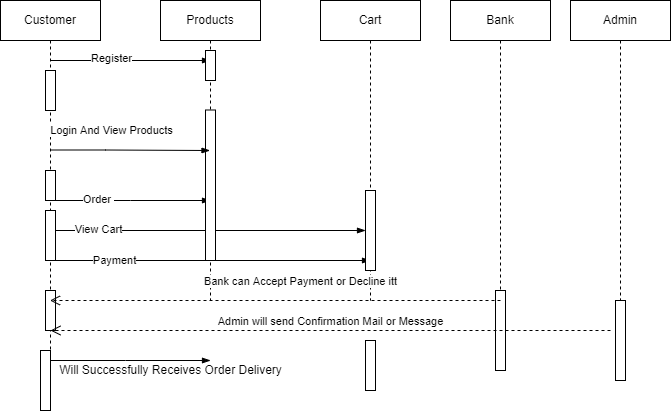 Customer
Products
Cart
Bank
Admin
Register
Login And View Products
Order
View Cart
Payment
Bank can Accept Payment or Decline itt
Admin will send Confirmation Mail or Message
Will Successfully Receives Order Delivery